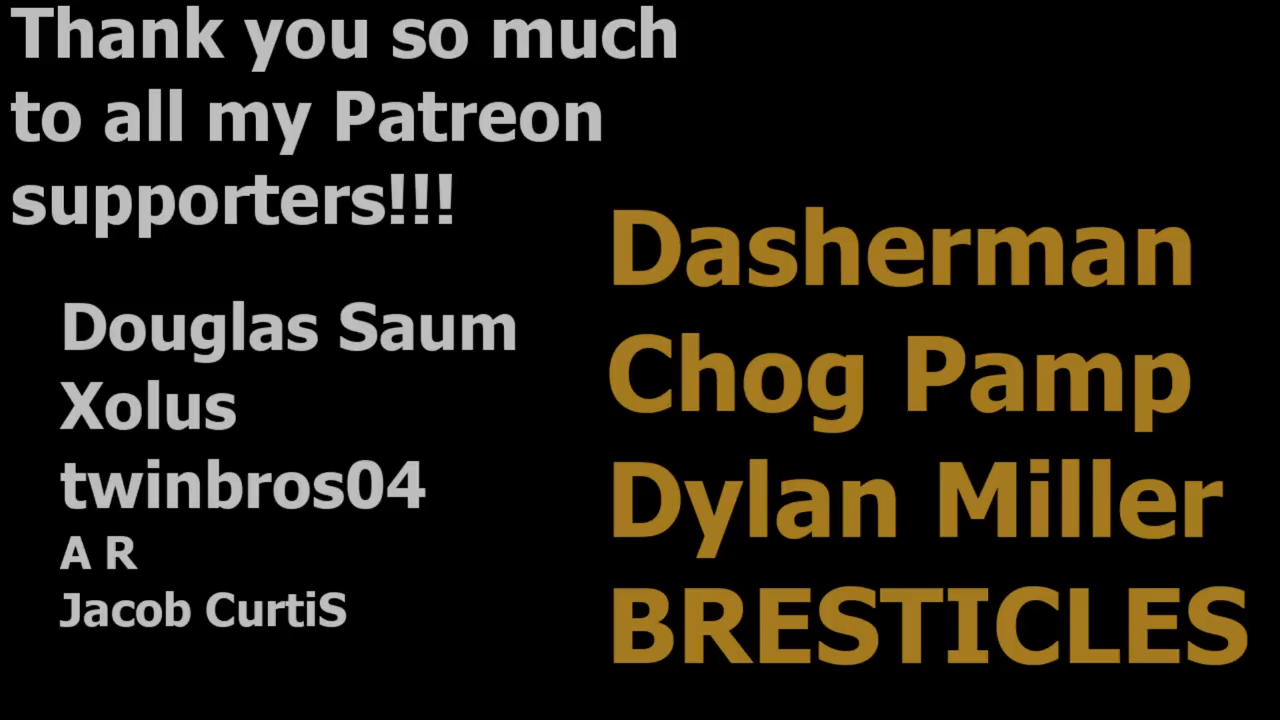 Thank you so much
to all my Patreon
supporters!!!
Douglas Saum
Xolus
twinbros04
A R
Jacob CurtiS
Dasherman
Chog Pamp
Dylan Miller
BRESTICLES